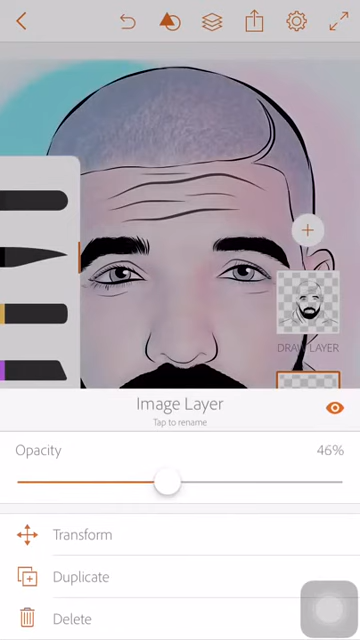 DRAW LAYER
Image Layer
Tap to rename
Opacity 46%
Transform
Duplicate
Delete